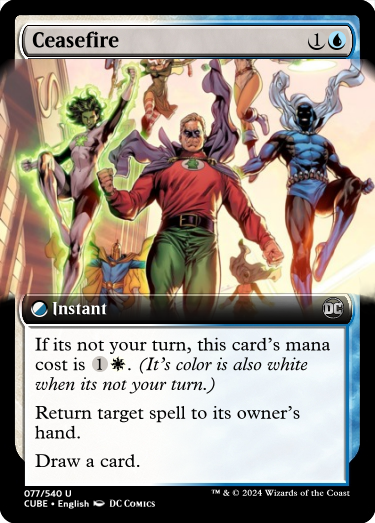 Ceasefire 1
Instant DC
If its not your turn, this card's mana
cost is 1 . (It's color is also white
when its not your turn.)
Return target spell to its owner's
hand.
Draw a card.
077/540 U
™ & © 2024 Wizards of the Coast
CUBE • English DC Comics